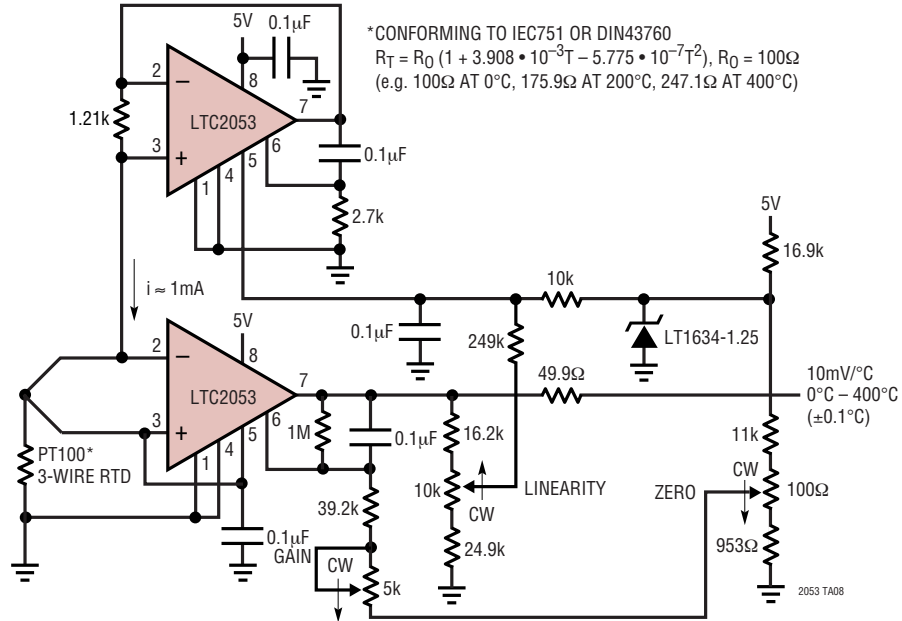 *CONFORMING TO IEC751 OR DIN43760
R_T = R_O (1 + 3.908 • 10⁻³T – 5.775 • 10⁻⁷T²), R_O = 100Ω
(e.g. 100Ω AT 0°C, 175.9Ω AT 200°C, 247.1Ω AT 400°C)
5V
0.1µF
2
–
8
1.21k
LTC2053
7
3
+
6
5
4
1
0.1µF
2.7k
5V
16.9k
i ≈ 1mA
10k
0.1µF
249k
LT1634-1.25
5V
2
–
8
7
49.9Ω
10mV/°C
0°C – 400°C
(±0.1°C)
LTC2053
3
+
6
5
4
1
1M
0.1µF
16.2k
11k
PT100*
3-WIRE RTD
10k
LINEARITY
CW
ZERO
CW
100Ω
39.2k
24.9k
953Ω
0.1µF
GAIN
CW
5k
2053 TA08